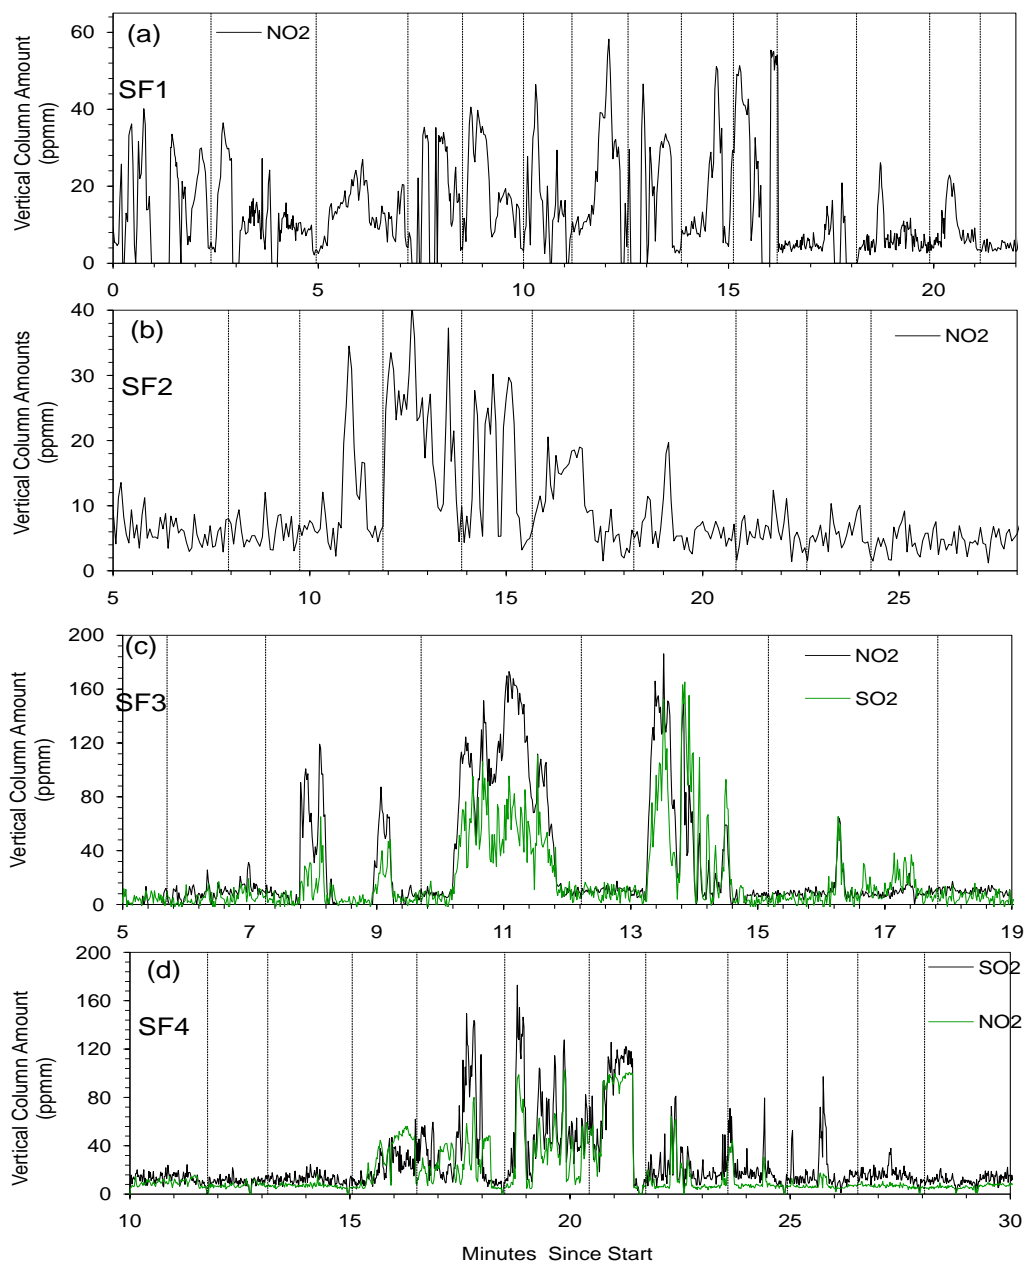 (a)
NO2
SF1
Vertical Column Amount
(ppmm)
60
40
20
0
0 5 10 15 20
(b)
NO2
SF2
Vertical Column Amounts
(ppmm)
40
30
20
10
0
5 10 15 20 25
(c)
NO2
SO2
SF3
Vertical Column Amount
(ppmm)
200
160
120
80
40
0
5 7 9 11 13 15 17 19
(d)
SO2
NO2
SF4
Vertical Column Amount
(ppmm)
200
160
120
80
40
0
10 15 20 25 30
Minutes Since Start